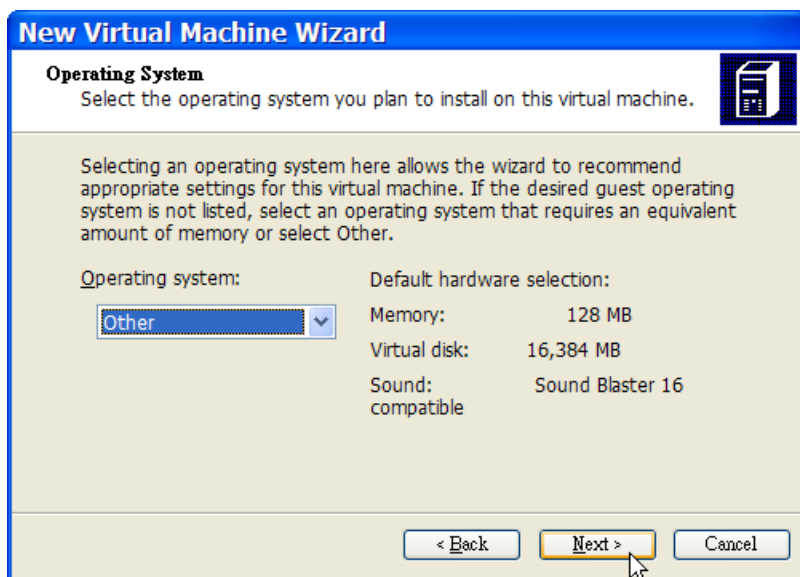 New Virtual Machine Wizard
Operating System
Select the operating system you plan to install on this virtual machine.
Selecting an operating system here allows the wizard to recommend
appropriate settings for this virtual machine. If the desired guest operating
system is not listed, select an operating system that requires an equivalent
amount of memory or select Other.
Operating system:
Other
Default hardware selection:
Memory: 128 MB
Virtual disk: 16,384 MB
Sound: Sound Blaster 16
compatible
< Back Next > Cancel